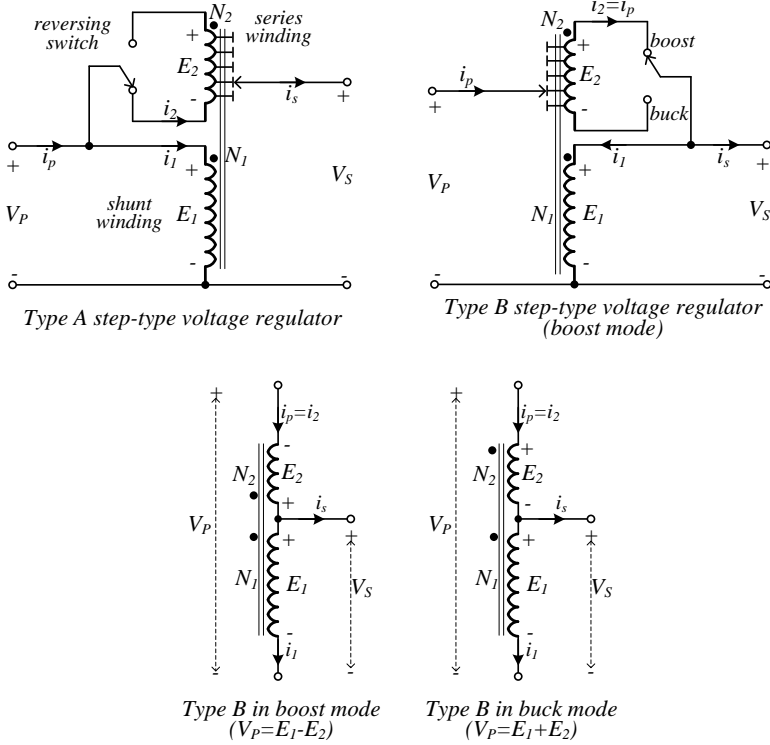 reversing
switch
N2
series
winding
+
E2
-
i2
is
+
+
ip
i1
N1
+
VP
shunt
winding
E1
VS
-
-
-
Type A step-type voltage regulator
N2
i2=ip
boost
+
E2
ip
-
buck
+
i1
is
+
+
VP
N1
E1
VS
-
-
-
Type B step-type voltage regulator
(boost mode)
+
ip=i2
-
N2
E2
+
is
VP
+
+
N1
E1
VS
-
i1
-
-
Type B in boost mode
(VP=E1-E2)
+
ip=i2
+
N2
E2
-
is
VP
+
+
N1
E1
VS
-
i1
-
-
Type B in buck mode
(VP=E1+E2)